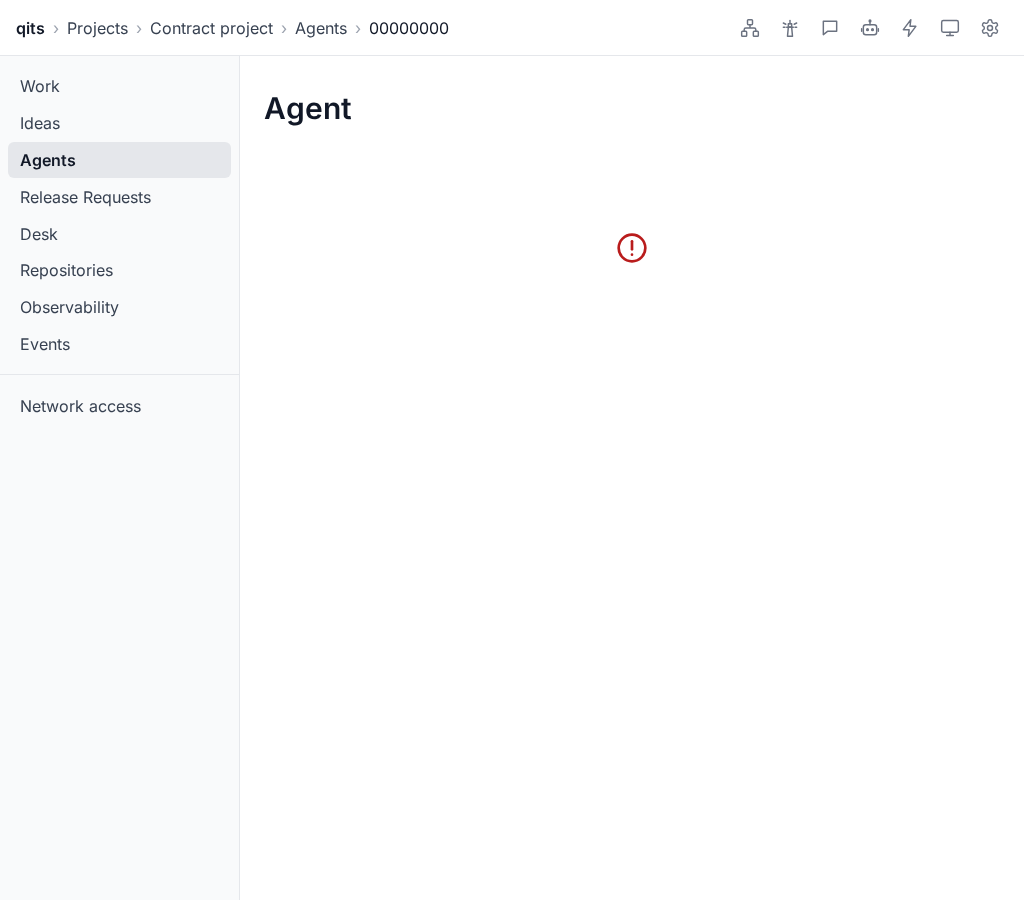 qits › Projects › Contract project › Agents › 00000000
Work
Ideas
Agents
Release Requests
Desk
Repositories
Observability
Events
Network access
Agent